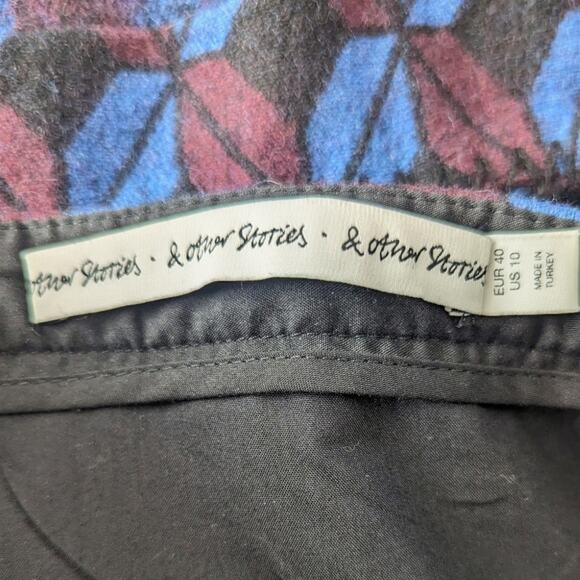 other Stories · & other Stories · & other Stories
EUR 40
US 10
MADE IN
TURKEY